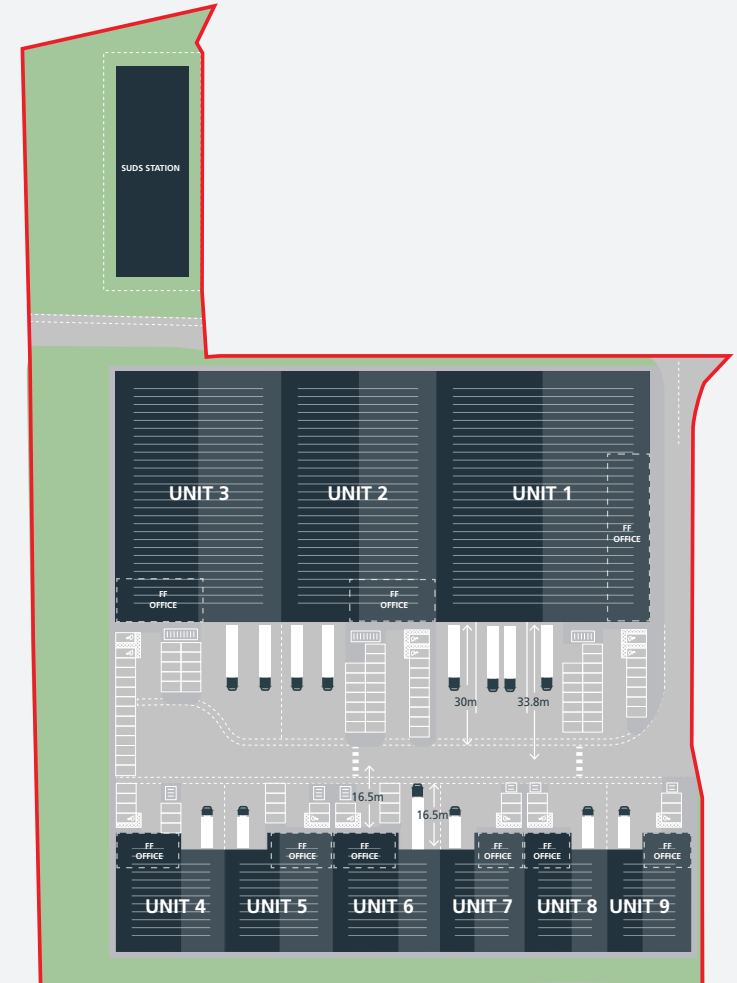 SUDS STATION
UNIT 3
UNIT 2
UNIT 1
FF
OFFICE
FF
OFFICE
FF
OFFICE
30m
33.8m
16.5m
16.5m
FF
OFFICE
FF
OFFICE
FF
OFFICE
FF
OFFICE
FF
OFFICE
FF
OFFICE
UNIT 4
UNIT 5
UNIT 6
UNIT 7
UNIT 8
UNIT 9